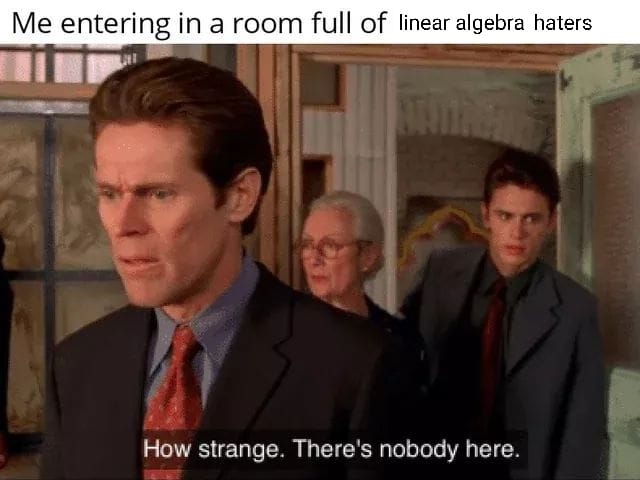 Me entering in a room full of linear algebra haters
How strange. There's nobody here.